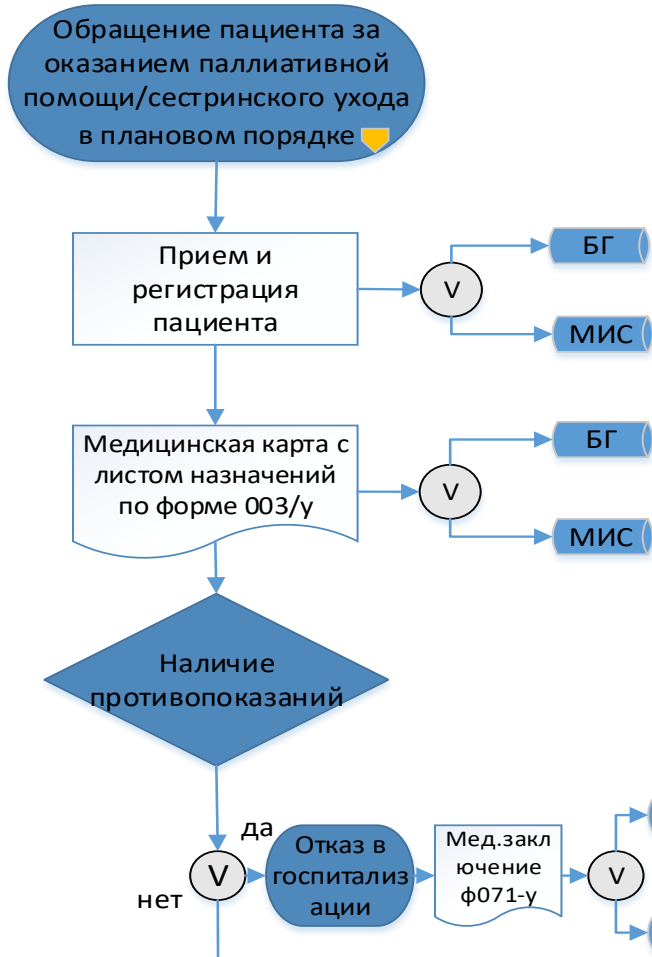 Обращение пациента за
оказанием паллиативной
помощи/сестринского ухода
в плановом порядке
Прием и
регистрация
пациента
V
БГ
МИС
Медицинская карта с
листом назначений
по форме 003/у
V
БГ
МИС
Наличие
противопоказаний
да
нет
V
Отказ в
госпитализ
ации
Мед.закл
ючение
ф071-у
V